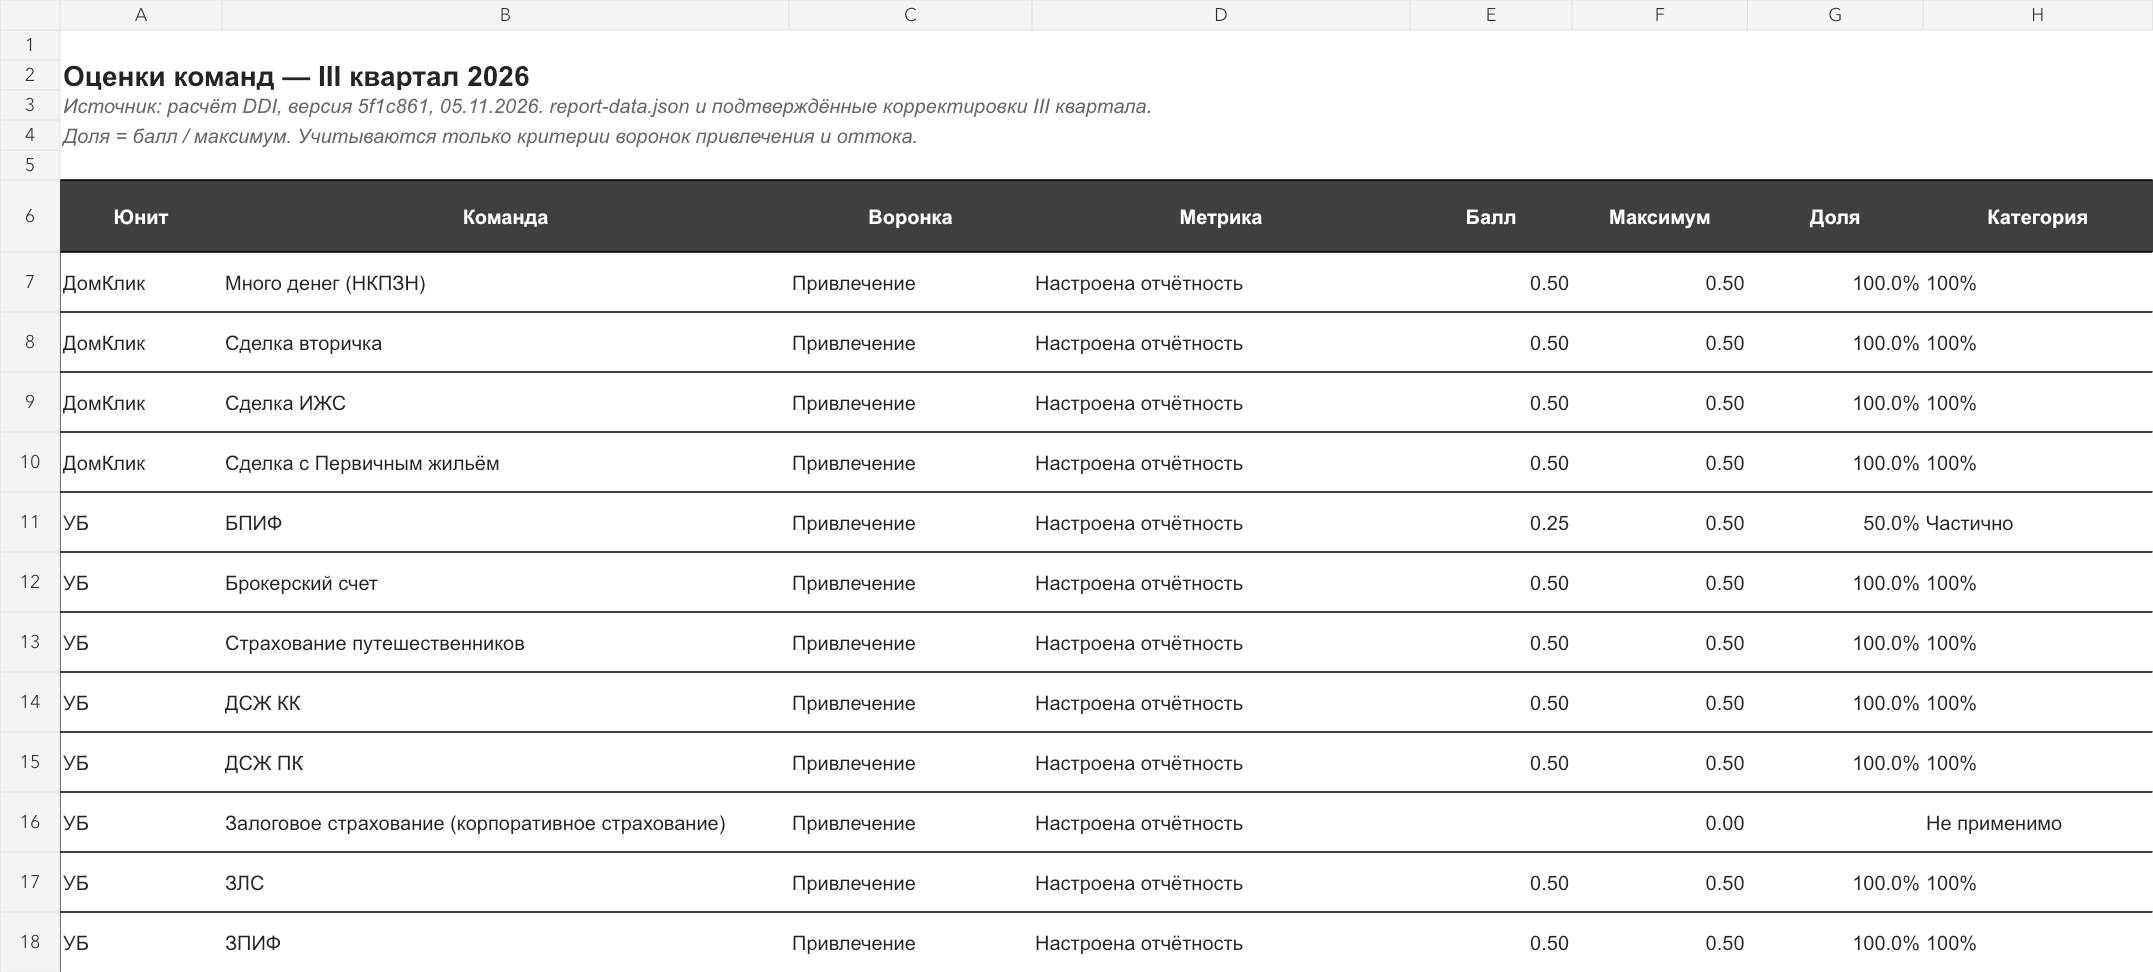 A B C D E F G H
1
2 Оценки команд — III квартал 2026
3 Источник: расчёт DDI, версия 5f1c861, 05.11.2026. report-data.json и подтверждённые корректировки III квартала.
4 Доля = балл / максимум. Учитываются только критерии воронок привлечения и оттока.
5
6 Юнит Команда Воронка Метрика Балл Максимум Доля Категория
7 ДомКлик Много денег (НКПЗН) Привлечение Настроена отчётность 0.50 0.50 100.0% 100%
8 ДомКлик Сделка вторичка Привлечение Настроена отчётность 0.50 0.50 100.0% 100%
9 ДомКлик Сделка ИЖС Привлечение Настроена отчётность 0.50 0.50 100.0% 100%
10 ДомКлик Сделка с Первичным жильём Привлечение Настроена отчётность 0.50 0.50 100.0% 100%
11 УБ БПИФ Привлечение Настроена отчётность 0.25 0.50 50.0% Частично
12 УБ Брокерский счет Привлечение Настроена отчётность 0.50 0.50 100.0% 100%
13 УБ Страхование путешественников Привлечение Настроена отчётность 0.50 0.50 100.0% 100%
14 УБ ДСЖ КК Привлечение Настроена отчётность 0.50 0.50 100.0% 100%
15 УБ ДСЖ ПК Привлечение Настроена отчётность 0.50 0.50 100.0% 100%
16 УБ Залоговое страхование (корпоративное страхование) Привлечение Настроена отчётность 0.00 Не применимо
17 УБ ЗЛС Привлечение Настроена отчётность 0.50 0.50 100.0% 100%
18 УБ ЗПИФ Привлечение Настроена отчётность 0.50 0.50 100.0% 100%